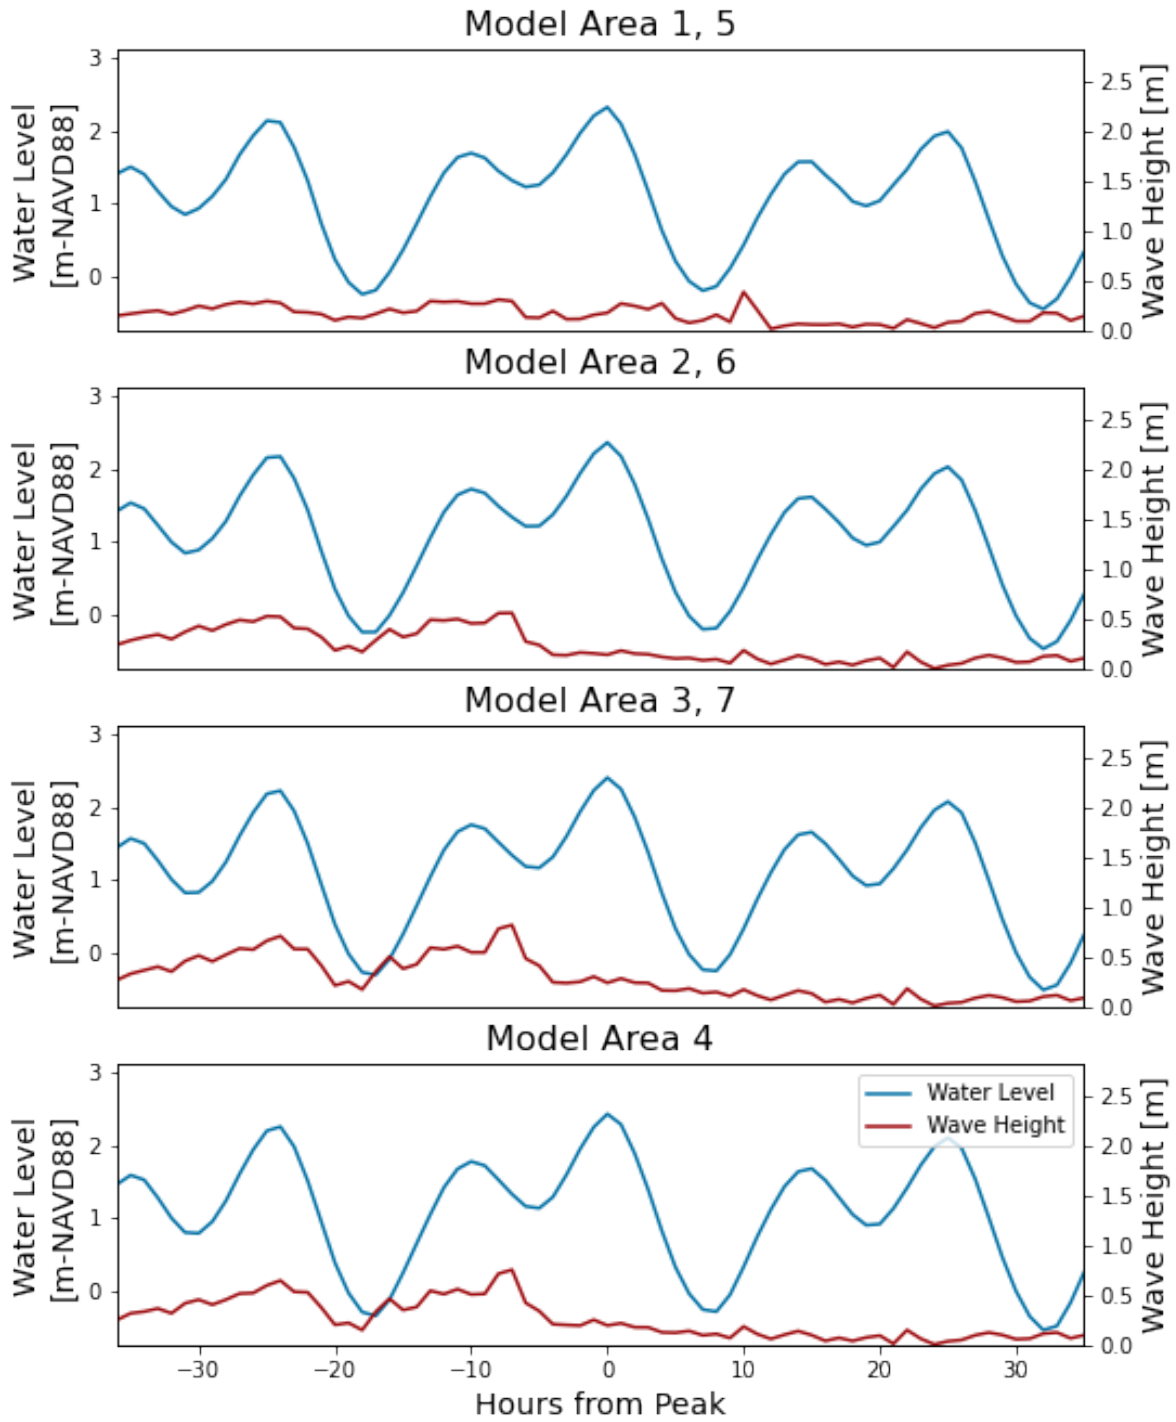 Model Area 1, 5
3
2
1
0
Water Level
[m-NAVD88]
2.5
2.0
1.5
1.0
0.5
0.0
Wave Height [m]
Model Area 2, 6
3
2
1
0
Water Level
[m-NAVD88]
2.5
2.0
1.5
1.0
0.5
0.0
Wave Height [m]
Model Area 3, 7
3
2
1
0
Water Level
[m-NAVD88]
2.5
2.0
1.5
1.0
0.5
0.0
Wave Height [m]
Model Area 4
3
2
1
0
Water Level
[m-NAVD88]
Water Level
Wave Height
2.5
2.0
1.5
1.0
0.5
0.0
Wave Height [m]
−30 −20 −10 0 10 20 30
Hours from Peak